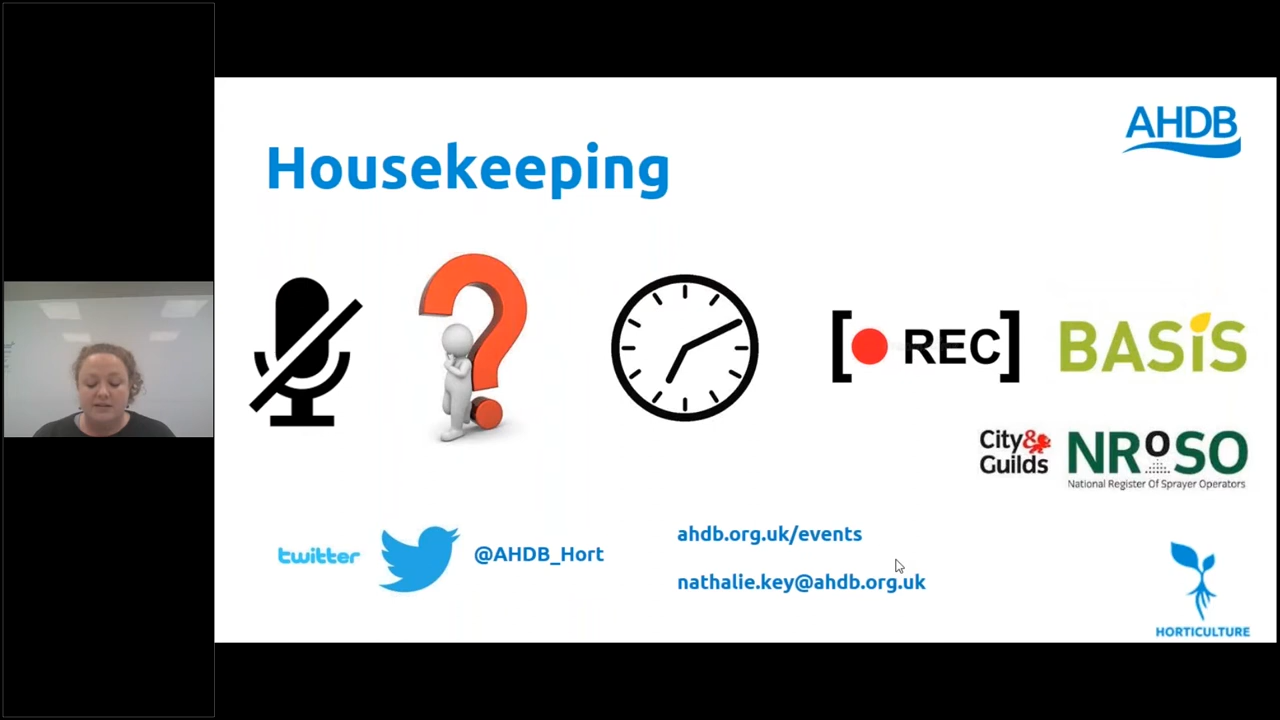 AHDB
Housekeeping
[ REC]
BASIS
City&
Guilds
NRoSO
National Register Of Sprayer Operators
twitter
@AHDB_Hort
ahdb.org.uk/events
nathalie.key@ahdb.org.uk
HORTICULTURE